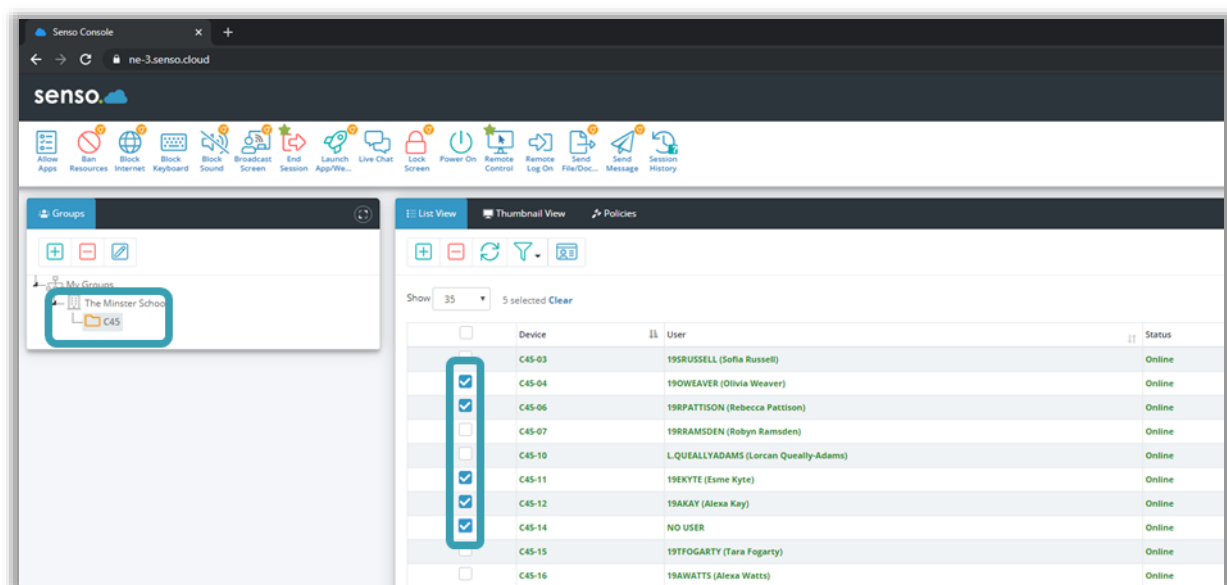 Senso Console
ne-3.senso.cloud
senso.
Allow Apps
Ban Resources
Block Internet
Block Keyboard
Block Sound
Broadcast Screen
End Session
Launch App/We...
Live Chat
Lock Screen
Power On
Remote Control
Remote Log On
Send File/Doc...
Send Message
Session History
Groups
List View Thumbnail View Policies
My Groups
The Minster School
C45
Show 35 5 selected Clear
Device User Status
C45-03 19SRUSSELL (Sofia Russell) Online
C45-04 19OWEAVER (Olivia Weaver) Online
C45-06 19RPATTISON (Rebecca Pattison) Online
C45-07 19RRAMSDEN (Robyn Ramsden) Online
C45-10 L.QUEALLYADAMS (Lorcan Queally-Adams) Online
C45-11 19EKYTE (Esme Kyte) Online
C45-12 19AKAY (Alexa Kay) Online
C45-14 NO USER Online
C45-15 19TFOGARTY (Tara Fogarty) Online
C45-16 19AWATTS (Alexa Watts) Online